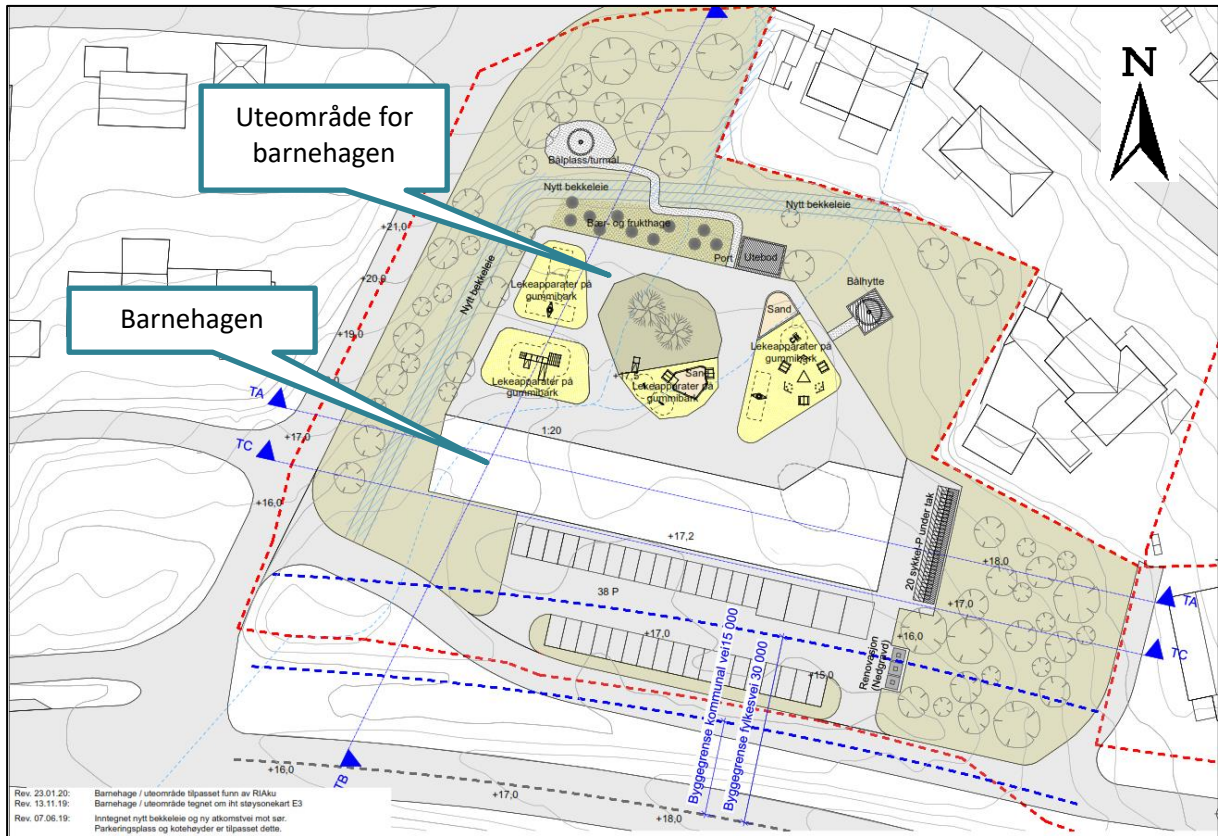 N
Uteområde for
barnehagen
Bålplass/turmål
Nytt bekkeleie
Nytt bekkeleie
Bær- og frukthage
+21,0
Port
Utebod
+20,0
Nytt bekkeleie
Lekeapparater på
gummibark
Bålhytte
Barnehagen
Sand
+19,0
Lekeapparater på
gummibark
Lekeapparater på
gummibark
Sand
Lekeapparater på
gummibark
TA
+17,0
1:20
TC
+16,0
20 sykkel-P under tak
+17,2
+18,0
38 P
+17,0
TA
+17,0
+16,0
TC
Renovasjon
(Nedgravd)
+15,0
Byggegrense kommunal vei15 000
Byggegrense fylkesvei 30 000
TB
+16,0
+17,0
+18,0
Rev. 23.01.20: Barnehage / uteområde tilpasset funn av RIAku
Rev. 13.11.19: Barnehage / uteområde tegnet om iht støysonekart E3
Rev. 07.06.19: Inntegnet nytt bekkeleie og ny atkomstvei mot sør.
Parkeringsplass og kotehøyder er tilpasset dette.